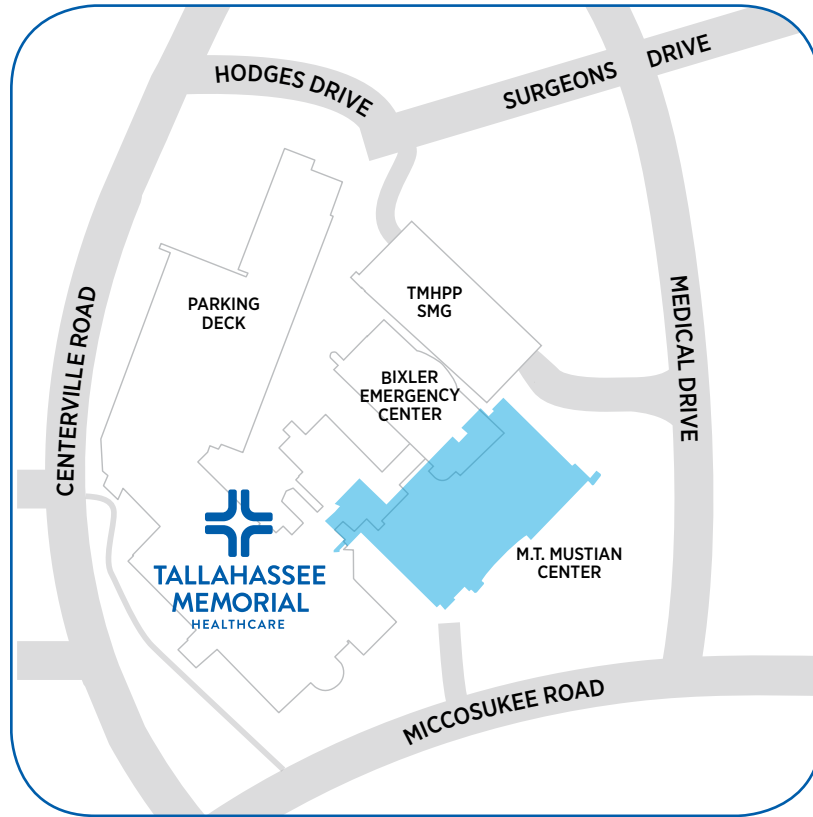 HODGES DRIVE
SURGEONS DRIVE
PARKING
DECK
TMHPP
SMG
MEDICAL DRIVE
CENTERVILLE ROAD
BIXLER
EMERGENCY
CENTER
M.T. MUSTIAN
CENTER
TALLAHASSEE
MEMORIAL
HEALTHCARE
MICCOSUKEE ROAD